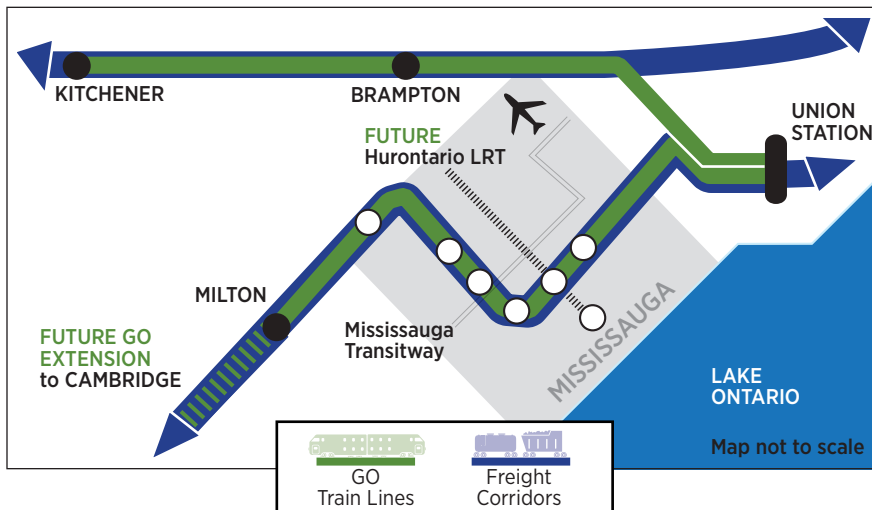 KITCHENER
BRAMPTON
UNION
STATION
FUTURE
Hurontario LRT
MILTON
FUTURE GO
EXTENSION
to CAMBRIDGE
Mississauga
Transitway
MISSISSAUGA
LAKE
ONTARIO
Map not to scale
GO
Train Lines
Freight
Corridors